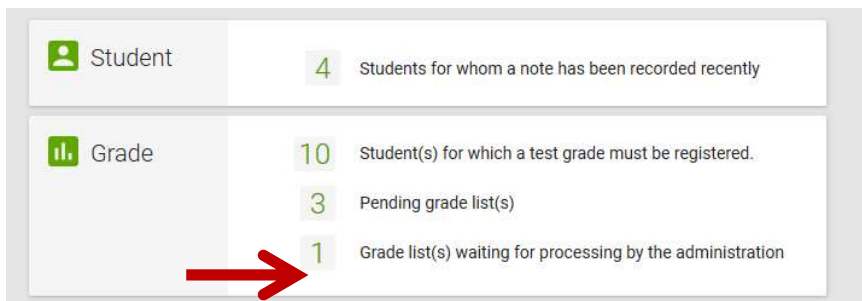 Student
4 Students for whom a note has been recorded recently
Grade
10 Student(s) for which a test grade must be registered.
3 Pending grade list(s)
1 Grade list(s) waiting for processing by the administration